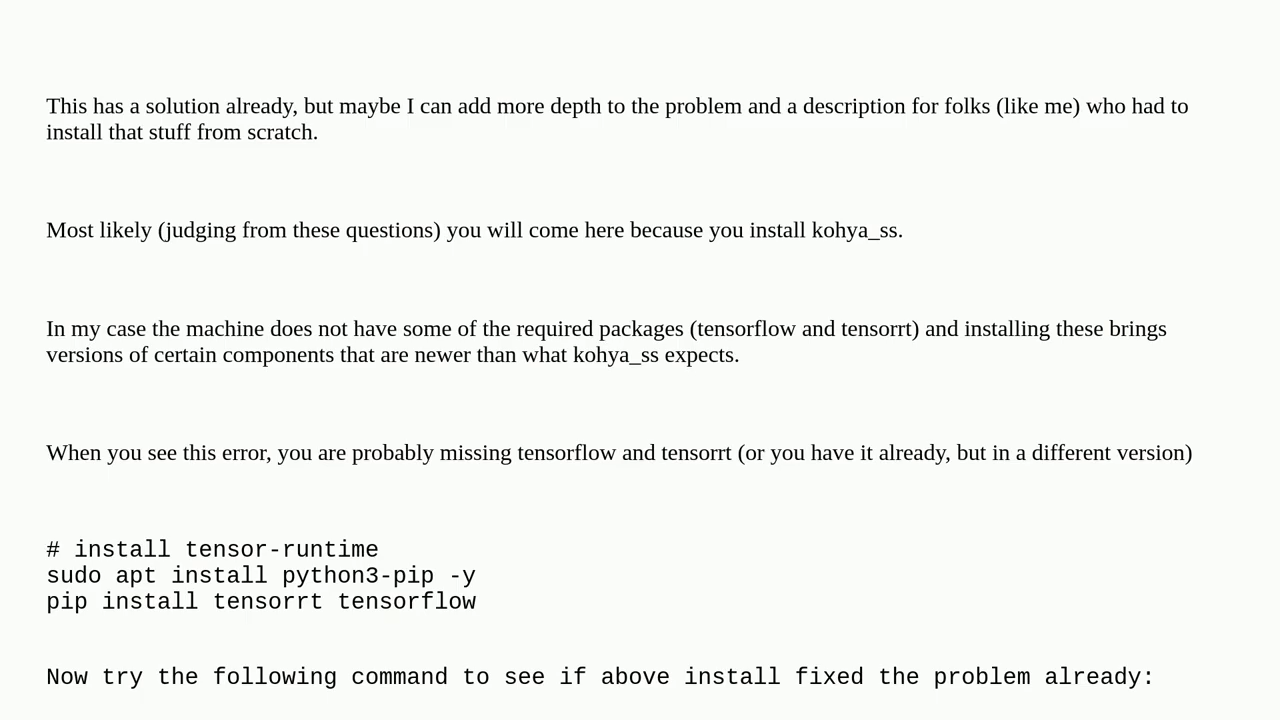 This has a solution already, but maybe I can add more depth to the problem and a description for folks (like me) who had to
install that stuff from scratch.
Most likely (judging from these questions) you will come here because you install kohya_ss.
In my case the machine does not have some of the required packages (tensorflow and tensorrt) and installing these brings
versions of certain components that are newer than what kohya_ss expects.
When you see this error, you are probably missing tensorflow and tensorrt (or you have it already, but in a different version)
# install tensor-runtime
sudo apt install python3-pip -y
pip install tensorrt tensorflow
Now try the following command to see if above install fixed the problem already: